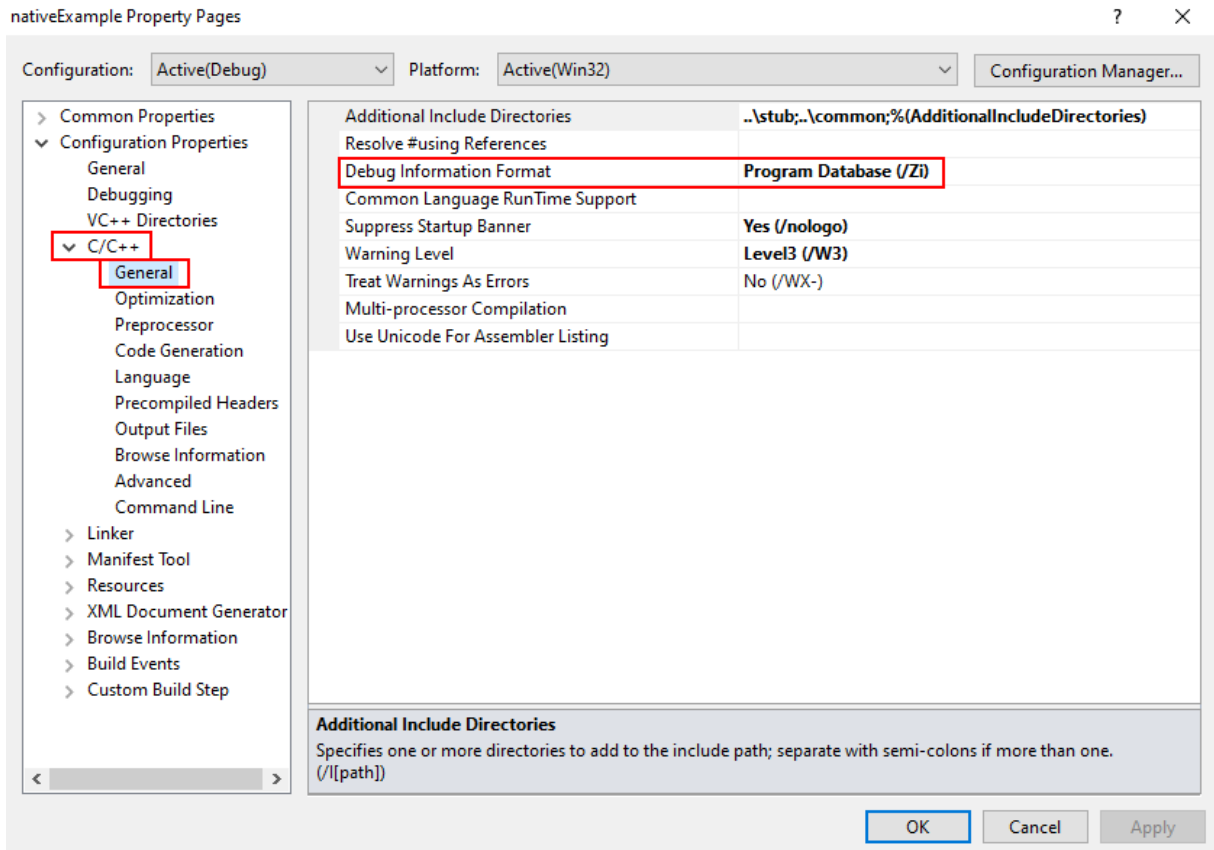 nativeExample Property Pages
?
Configuration: Active(Debug) Platform: Active(Win32) Configuration Manager...
Common Properties
Configuration Properties
General
Debugging
VC++ Directories
C/C++
General
Optimization
Preprocessor
Code Generation
Language
Precompiled Headers
Output Files
Browse Information
Advanced
Command Line
Linker
Manifest Tool
Resources
XML Document Generator
Browse Information
Build Events
Custom Build Step
Additional Include Directories ..\stub;..\common;%(AdditionalIncludeDirectories)
Resolve #using References
Debug Information Format Program Database (/Zi)
Common Language RunTime Support
Suppress Startup Banner Yes (/nologo)
Warning Level Level3 (/W3)
Treat Warnings As Errors No (/WX-)
Multi-processor Compilation
Use Unicode For Assembler Listing
Additional Include Directories
Specifies one or more directories to add to the include path; separate with semi-colons if more than one.
(/I[path])
OK Cancel Apply